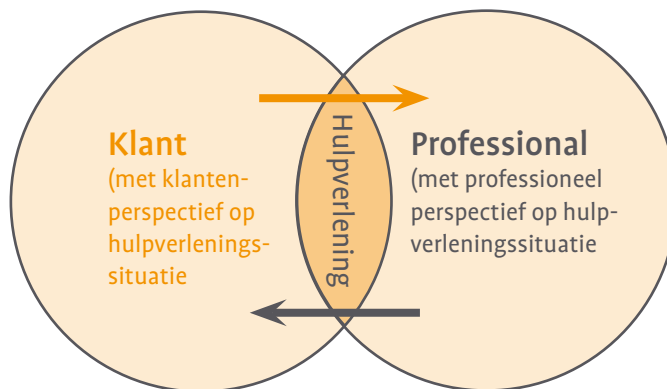 Klant
(met klanten-
perspectief op
hulpverlenings-
situatie
Hulpverlening
Professional
(met professioneel
perspectief op hulp-
verleningssituatie